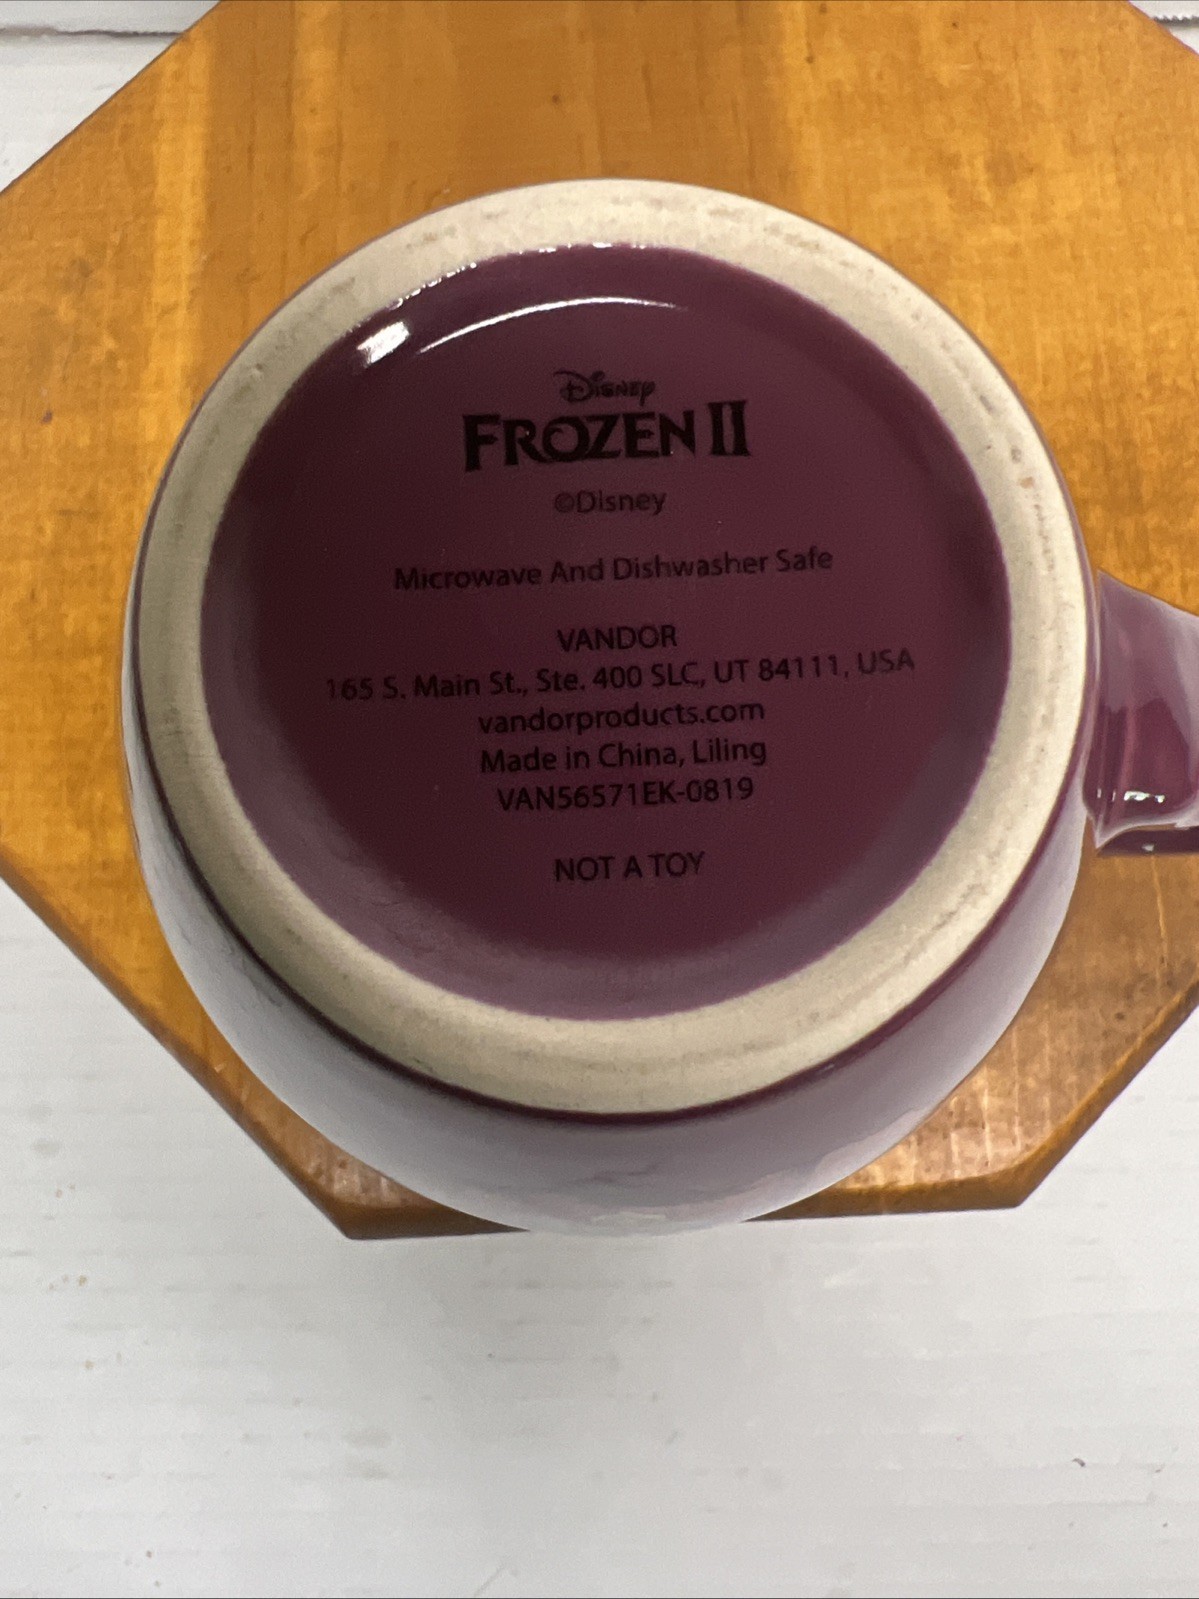 Disney
FROZEN II
©Disney
Microwave And Dishwasher Safe
VANDOR
165 S. Main St., Ste. 400 SLC, UT 84111, USA
vandorproducts.com
Made in China, Liling
VAN56571EK-0819
NOT A TOY